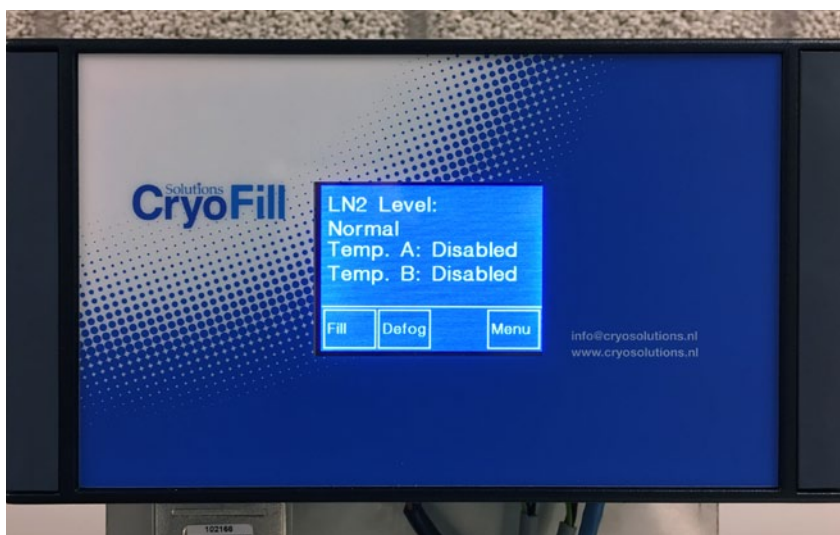 Solutions
CryoFill
LN2 Level:
Normal
Temp. A: Disabled
Temp. B: Disabled
Fill Defog Menu
info@cryosolutions.nl
www.cryosolutions.nl
102166